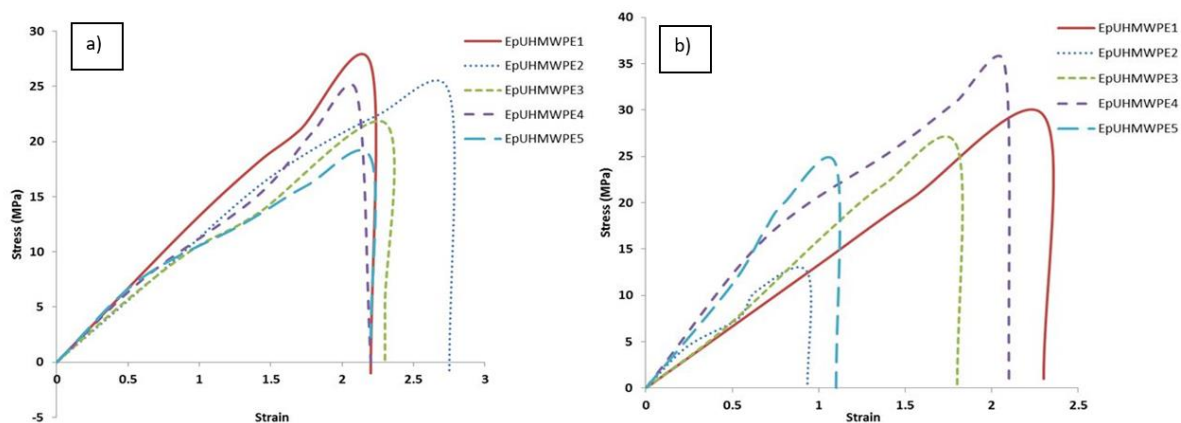 a)
30
25
20
15
10
5
0
-5
Stress (MPa)
0
0.5
1
1.5
2
2.5
3
Strain
EpUHMWPE1
EpUHMWPE2
EpUHMWPE3
EpUHMWPE4
EpUHMWPE5
b)
40
35
30
25
20
15
10
5
0
Stress (MPa)
0
0.5
1
1.5
2
2.5
Strain
EpUHMWPE1
EpUHMWPE2
EpUHMWPE3
EpUHMWPE4
EpUHMWPE5